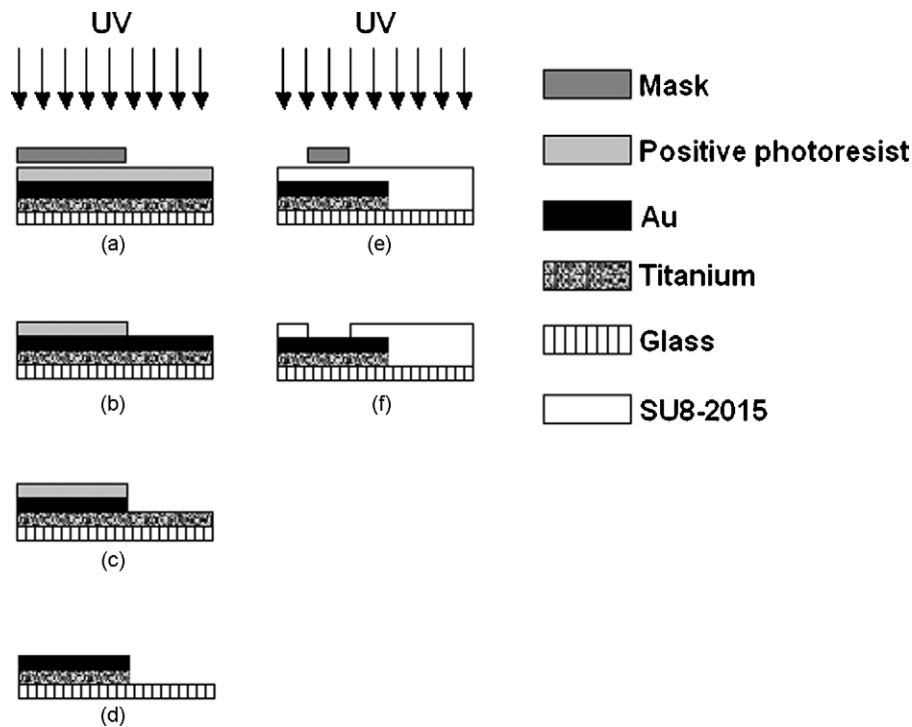 UV
UV
(a)
(e)
(b)
(f)
(c)
(d)
Mask
Positive photoresist
Au
Titanium
Glass
SU8-2015